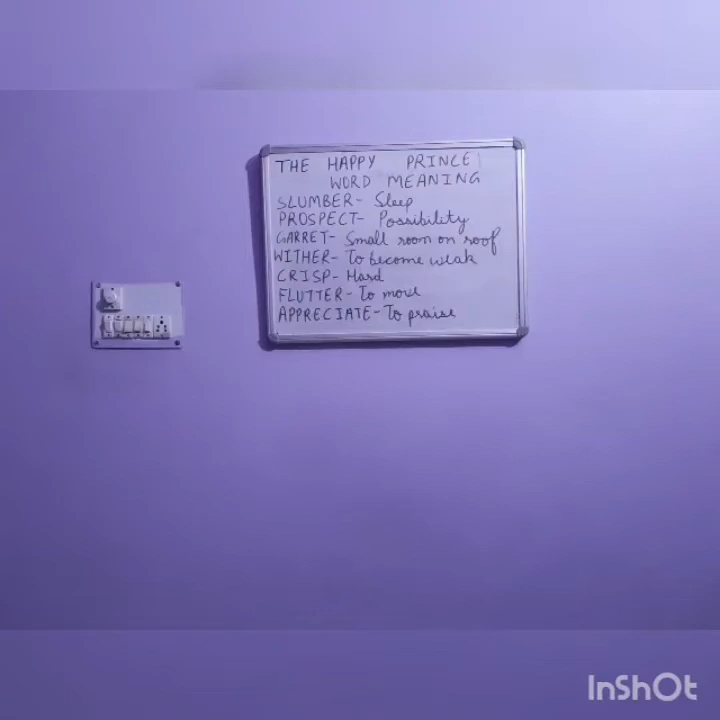 THE HAPPY PRINCE
WORD MEANING
SLUMBER- Sleep
PROSPECT- Possibility
GARRET- Small room on roof
WITHER- To become weak
CRISP- Hard
FLUTTER- To move
APPRECIATE- To praise
InShOt